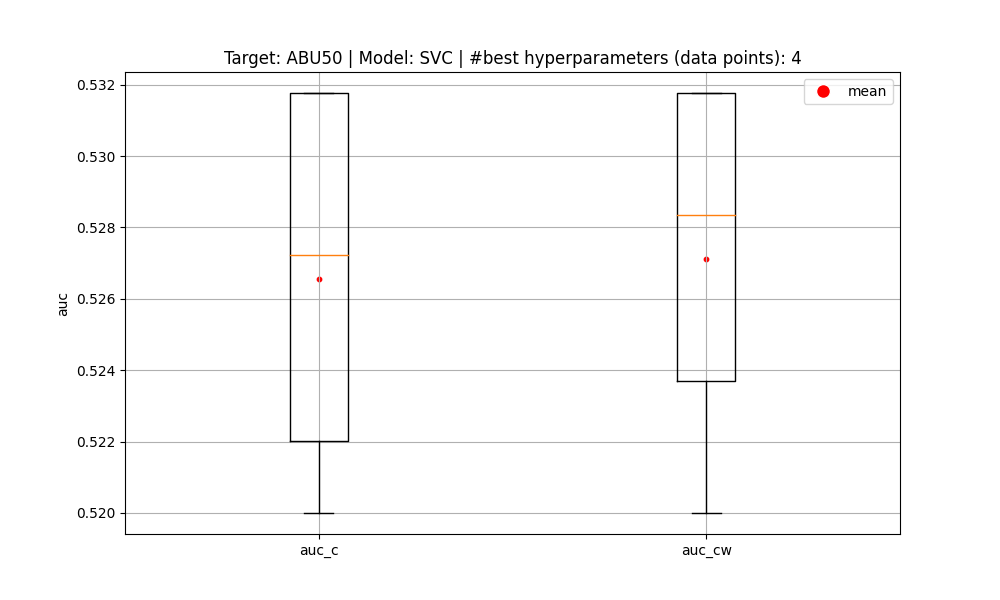 Target: ABU50 | Model: SVC | #best hyperparameters (data points): 4
mean
0.532
0.530
0.528
0.526
0.524
0.522
0.520
auc
auc_c
auc_cw